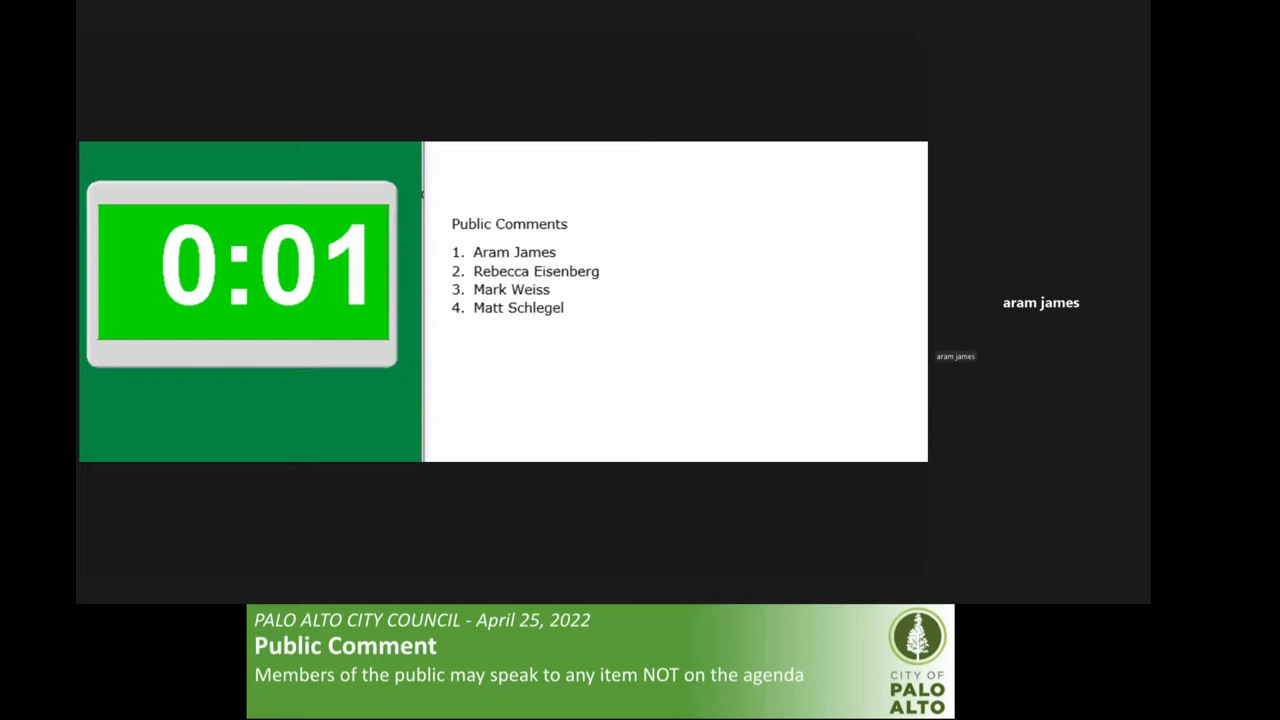 0:01
Public Comments
1. Aram James
2. Rebecca Eisenberg
3. Mark Weiss
4. Matt Schlegel
aram james
aram james
PALO ALTO CITY COUNCIL - April 25, 2022
Public Comment
Members of the public may speak to any item NOT on the agenda
CITY OF
PALO
ALTO